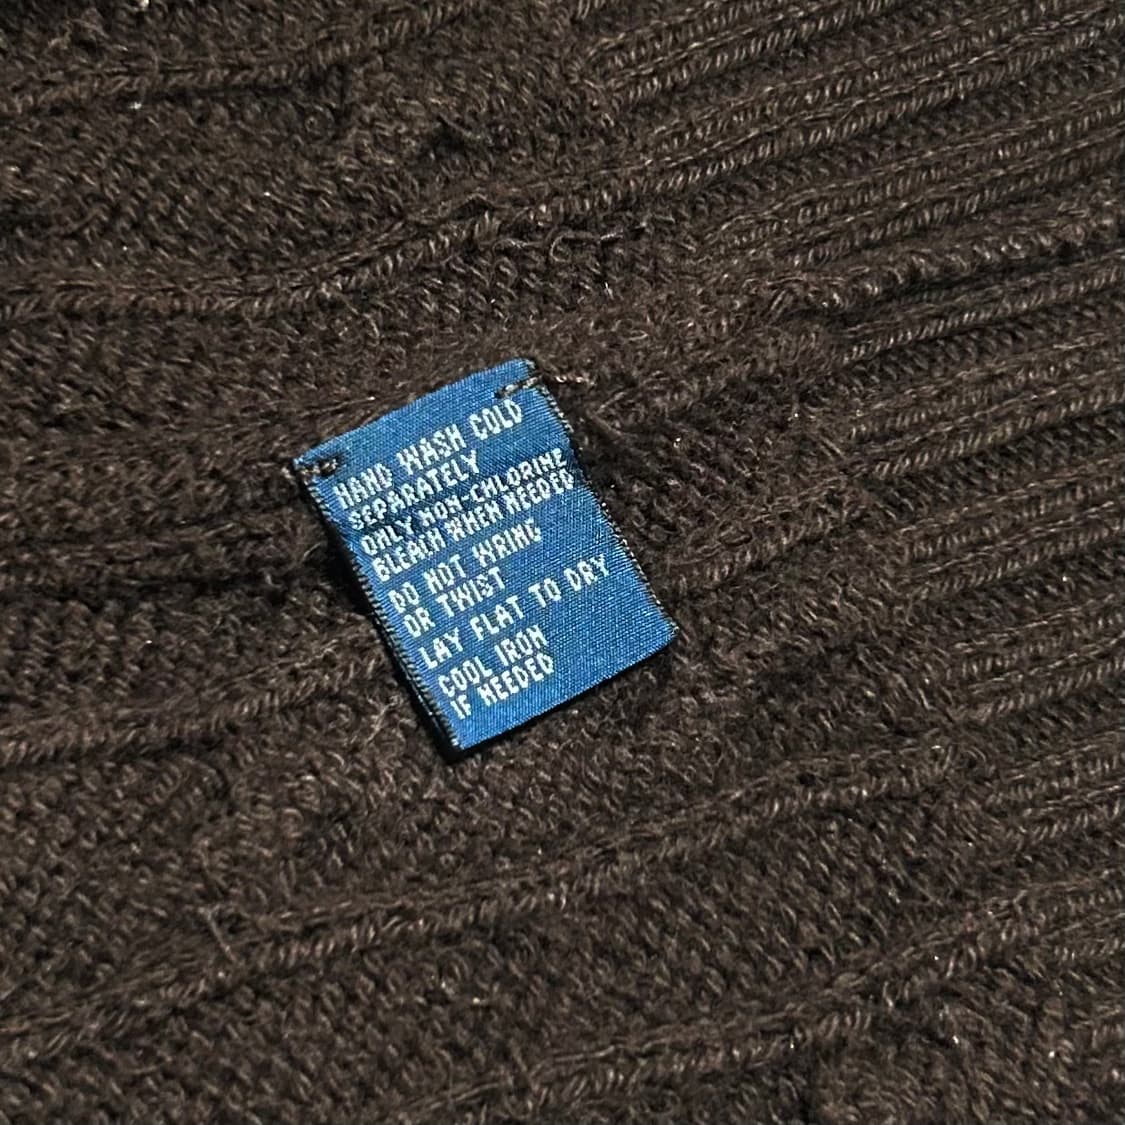 HAND WASH COLD
SEPARATELY
ONLY NON-CHLORINE
BLEACH WHEN NEEDED
DO NOT WRING
OR TWIST
LAY FLAT TO DRY
COOL IRON
IF NEEDED